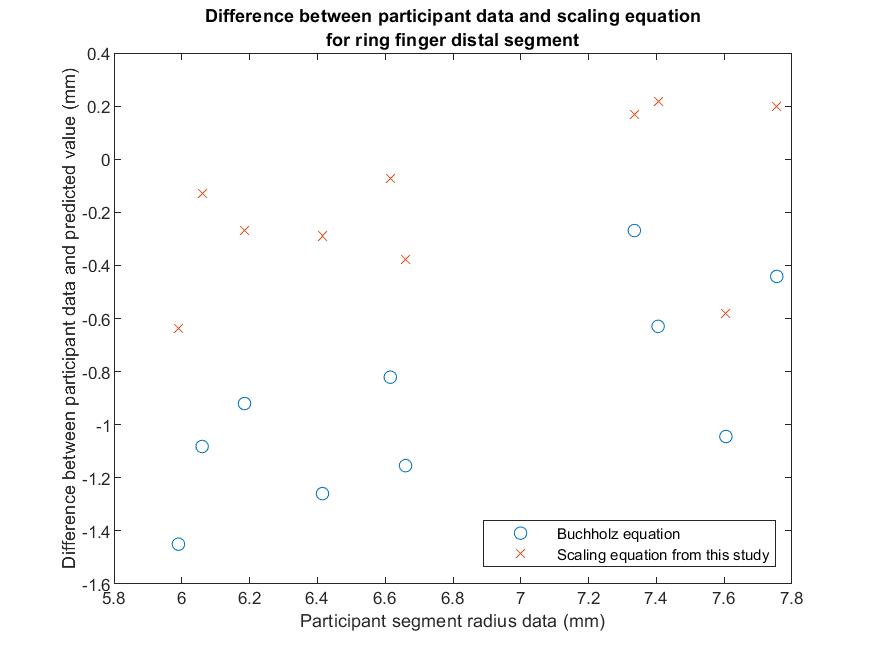 Difference between participant data and scaling equation
for ring finger distal segment
Difference between participant data and predicted value (mm)
0.4
0.2
0
-0.2
-0.4
-0.6
-0.8
-1
-1.2
-1.4
-1.6
5.8 6 6.2 6.4 6.6 6.8 7 7.2 7.4 7.6 7.8
Participant segment radius data (mm)
Buchholz equation
Scaling equation from this study